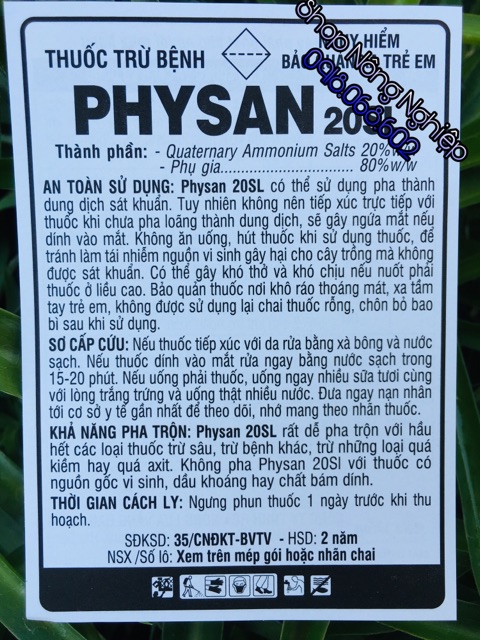 THUỐC TRỪ BỆNH
HIỂM
TRẺ EM
Shop Nông Nghiệp
PHYSAN 20SL
Thành phần: - Quaternary Ammonium Salts 20%
- Phụ gia................................ 80%w/w
AN TOÀN SỬ DỤNG: Physan 20SL có thể sử dụng pha thành
dung dịch sát khuẩn. Tuy nhiên không nên tiếp xúc trực tiếp với
thuốc khi chưa pha loãng thành dung dịch, sẽ gây ngứa mắt nếu
dính vào mắt. Không ăn uống, hút thuốc khi sử dụng thuốc, để
tránh làm tái nhiễm nguồn vi sinh gây hại cho cây trồng mà không
được sát khuẩn. Có thể gây khó thở và khó chịu nếu nuốt phải
thuốc ở liều cao. Bảo quản thuốc nơi khô ráo thoáng mát, xa tầm
tay trẻ em, không được sử dụng lại chai thuốc rỗng, chôn bỏ bao
bì sau khi sử dụng.
SƠ CẤP CỨU: Nếu thuốc tiếp xúc với da rửa bằng xà bông và nước
sạch. Nếu thuốc dính vào mắt rửa ngay bằng nước sạch trong
15-20 phút. Nếu uống phải thuốc, uống ngay nhiều sữa tươi cùng
với lòng trắng trứng và uống thật nhiều nước. Đưa ngay nạn nhân
tới cơ sở y tế gần nhất để theo dõi, nhớ mang theo nhãn thuốc.
KHẢ NĂNG PHA TRỘN: Physan 20SL rất dễ pha trộn với hầu
hết các loại thuốc trừ sâu, trừ bệnh khác, trừ những loại quá
kiềm hay quá axit. Không pha Physan 20Sl với thuốc có
nguồn gốc vi sinh, dầu khoáng hay chất bám dính.
THỜI GIAN CÁCH LY: Ngưng phun thuốc 1 ngày trước khi thu
hoạch.
SĐKSD: 35/CNĐKT-BVTV - HSD: 2 năm
NSX /Số lô: Xem trên mép gói hoặc nhãn chai